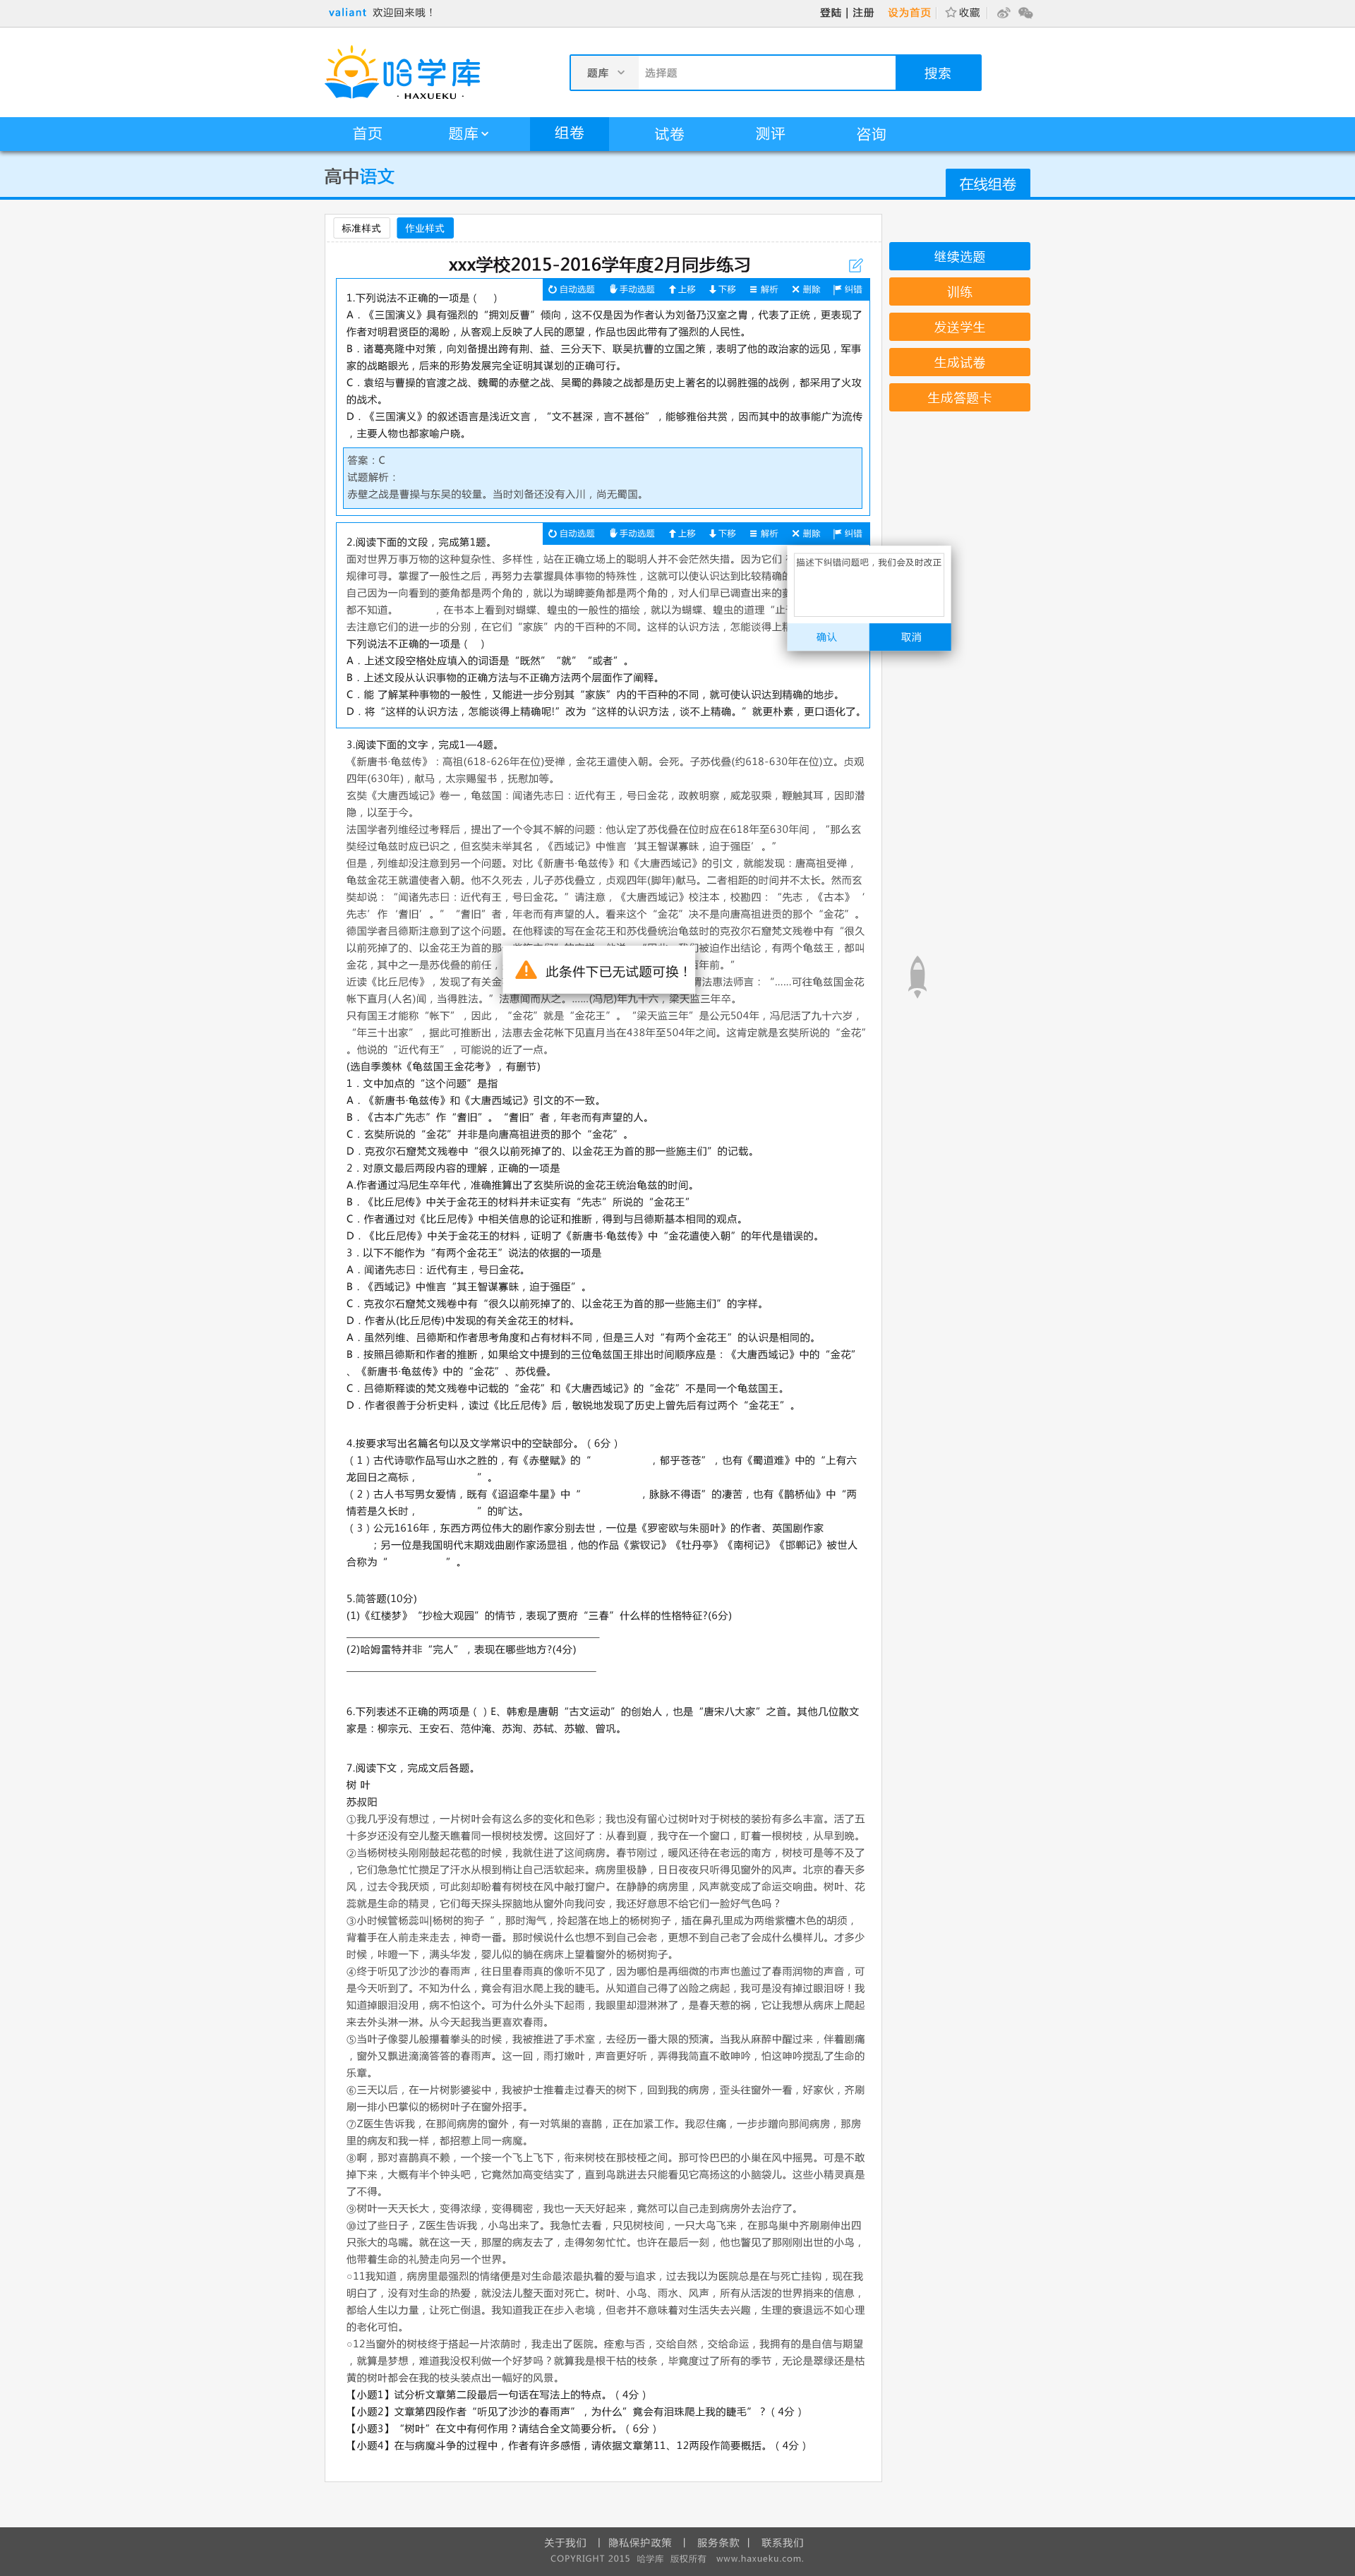 valiant 欢迎回来哦！ 登陆 | 注册 设为首页 收藏
哈学库
· HAXUEKU ·
题库 选择题 搜索
首页 题库 组卷 试卷 测评 咨询
高中语文 在线组卷
标准样式 作业样式
xxx学校2015-2016学年度2月同步练习
继续选题
训练
发送学生
生成试卷
生成答题卡
自动选题 手动选题 上移 下移 解析 删除 纠错
1.下列说法不正确的一项是（ ）
A．《三国演义》具有强烈的“拥刘反曹”倾向，这不仅是因为作者认为刘备乃汉室之胄，代表了正统，更表现了
作者对明君贤臣的渴盼，从客观上反映了人民的愿望，作品也因此带有了强烈的人民性。
B．诸葛亮隆中对策，向刘备提出跨有荆、益、三分天下、联吴抗曹的立国之策，表明了他的政治家的远见，军事
家的战略眼光，后来的形势发展完全证明其谋划的正确可行。
C．袁绍与曹操的官渡之战、魏蜀的赤壁之战、吴蜀的彝陵之战都是历史上著名的以弱胜强的战例，都采用了火攻
的战术。
D．《三国演义》的叙述语言是浅近文言，“文不甚深，言不甚俗”，能够雅俗共赏，因而其中的故事能广为流传
，主要人物也都家喻户晓。
答案：C
试题解析：
赤壁之战是曹操与东吴的较量。当时刘备还没有入川，尚无蜀国。
自动选题 手动选题 上移 下移 解析 删除 纠错
2.阅读下面的文段，完成第1题。
面对世界万事万物的这种复杂性、多样性，站在正确立场上的聪明人并不会茫然失措。因为它们
规律可寻。掌握了一般性之后，再努力去掌握具体事物的特殊性，这就可以使认识达到比较精确的
自己因为一向看到的菱角都是两个角的，就以为瑚睥菱角都是两个角的，对人们早已调查出来的菱
都不知道。 ，在书本上看到对蝴蝶、蝗虫的一般性的描绘，就以为蝴蝶、蝗虫的道理“止
去注意它们的进一步的分别，在它们“家族”内的千百种的不同。这样的认识方法，怎能谈得上精
描述下纠错问题吧，我们会及时改正
确认 取消
下列说法不正确的一项是（ ）
A．上述文段空格处应填入的词语是“既然”“就”“或者”。
B．上述文段从认识事物的正确方法与不正确方法两个层面作了阐释。
C．能 了解某种事物的一般性，又能进一步分别其“家族”内的千百种的不同，就可使认识达到精确的地步。
D．将“这样的认识方法，怎能谈得上精确呢!”改为“这样的认识方法，谈不上精确。”就更朴素，更口语化了。
3.阅读下面的文字，完成1—4题。
《新唐书·龟兹传》：高祖(618-626年在位)受禅，金花王遣使入朝。会死。子苏伐叠(约618-630年在位)立。贞观
四年(630年)，献马，太宗赐玺书，抚慰加等。
玄奘《大唐西域记》卷一，龟兹国：闻诸先志曰：近代有王，号曰金花，政教明察，威龙驭乘，鞭触其耳，因即潜
隐，以至于今。
法国学者列维经过考释后，提出了一个令其不解的问题：他认定了苏伐叠在位时应在618年至630年间，“那么玄
奘经过龟兹时应已识之，但玄奘未举其名，《西域记》中惟言‘其王智谋寡昧，迫于强臣’。”
但是，列维却没注意到另一个问题。对比《新唐书·龟兹传》和《大唐西域记》的引文，就能发现：唐高祖受禅，
龟兹金花王就遣使者入朝。他不久死去，儿子苏伐叠立，贞观四年(脚年)献马。二者相距的时间并不太长。然而玄
奘却说：“闻诸先志曰：近代有王，号曰金花。”请注意，《大唐西域记》校注本，校勘四：“先志，《古本》‘
先志’作‘耆旧’。”“耆旧”者，年老而有声望的人。看来这个“金花”决不是向唐高祖进贡的那个“金花”。
德国学者吕德斯注意到了这个问题。在他释读的写在金花王和苏伐叠统治龟兹时的克孜尔石窟梵文残卷中有“很久
以前死掉了的、以金花王为首的那一些施主们”的字样。他说：“因此，我们被迫作出结论，有两个龟兹王，都叫
金花，其中之一是苏伐叠的前任， 百年前。”
此条件下已无试题可换！
近读《比丘尼传》，发现了有关金 谓法惠法师言：“……可往龟兹国金花
帐下直月(人名)闻，当得胜法。”法惠闻而从之。……(冯尼)年九十六，梁天监三年卒。
只有国王才能称“帐下”，因此，“金花”就是“金花王”。“梁天监三年”是公元504年，冯尼活了九十六岁，
“年三十出家”，据此可推断出，法惠去金花帐下见直月当在438年至504年之间。这肯定就是玄奘所说的“金花”
。他说的“近代有王”，可能说的近了一点。
(选自季羡林《龟兹国王金花考》，有删节)
1．文中加点的“这个问题”是指
A．《新唐书·龟兹传》和《大唐西域记》引文的不一致。
B．《古本广先志”作“耆旧”。“耆旧”者，年老而有声望的人。
C．玄奘所说的“金花”并非是向唐高祖进贡的那个“金花”。
D．克孜尔石窟梵文残卷中“很久以前死掉了的、以金花王为首的那一些施主们”的记载。
2．对原文最后两段内容的理解，正确的一项是
A.作者通过冯尼生卒年代，准确推算出了玄奘所说的金花王统治龟兹的时间。
B．《比丘尼传》中关于金花王的材料并未证实有“先志”所说的“金花王”
C．作者通过对《比丘尼传》中相关信息的论证和推断，得到与吕德斯基本相同的观点。
D．《比丘尼传》中关于金花王的材料，证明了《新唐书·龟兹传》中“金花遣使入朝”的年代是错误的。
3．以下不能作为“有两个金花王”说法的依据的一项是
A．闻诸先志曰：近代有主，号曰金花。
B．《西域记》中惟言“其王智谋寡昧，迫于强臣”。
C．克孜尔石窟梵文残卷中有“很久以前死掉了的、以金花王为首的那一些施主们”的字样。
D．作者从(比丘尼传)中发现的有关金花王的材料。
A．虽然列维、吕德斯和作者思考角度和占有材料不同，但是三人对“有两个金花王”的认识是相同的。
B．按照吕德斯和作者的推断，如果给文中提到的三位龟兹国王排出时间顺序应是：《大唐西域记》中的“金花”
、《新唐书·龟兹传》中的“金花”、苏伐叠。
C．吕德斯释读的梵文残卷中记载的“金花”和《大唐西域记》的“金花”不是同一个龟兹国王。
D．作者很善于分析史料，读过《比丘尼传》后，敏锐地发现了历史上曾先后有过两个“金花王”。
4.按要求写出名篇名句以及文学常识中的空缺部分。（6分）
（1）古代诗歌作品写山水之胜的，有《赤壁赋》的“ ，郁乎苍苍”，也有《蜀道难》中的“上有六
龙回日之高标， ”。
（2）古人书写男女爱情，既有《迢迢牵牛星》中“ ，脉脉不得语”的凄苦，也有《鹊桥仙》中“两
情若是久长时， ”的旷达。
（3）公元1616年，东西方两位伟大的剧作家分别去世，一位是《罗密欧与朱丽叶》的作者、英国剧作家
；另一位是我国明代末期戏曲剧作家汤显祖，他的作品《紫钗记》《牡丹亭》《南柯记》《邯郸记》被世人
合称为“ ”。
5.简答题(10分)
(1)《红楼梦》“抄检大观园”的情节，表现了贾府“三春”什么样的性格特征?(6分)
(2)哈姆雷特并非“完人”，表现在哪些地方?(4分)
6.下列表述不正确的两项是（ ）E、韩愈是唐朝“古文运动”的创始人，也是“唐宋八大家”之首。其他几位散文
家是：柳宗元、王安石、范仲淹、苏洵、苏轼、苏辙、曾巩。
7.阅读下文，完成文后各题。
树 叶
苏叔阳
①我几乎没有想过，一片树叶会有这么多的变化和色彩；我也没有留心过树叶对于树枝的装扮有多么丰富。活了五
十多岁还没有空儿整天瞧着同一根树枝发愣。这回好了：从春到夏，我守在一个窗口，盯着一根树枝，从早到晚。
②当杨树枝头刚刚鼓起花苞的时候，我就住进了这间病房。春节刚过，暖风还待在老远的南方，树枝可是等不及了
，它们急急忙忙攒足了汗水从根到梢让自己活软起来。病房里极静，日日夜夜只听得见窗外的风声。北京的春天多
风，过去令我厌烦，可此刻却盼着有树枝在风中敲打窗户。在静静的病房里，风声就变成了命运交响曲。树叶、花
蕊就是生命的精灵，它们每天探头探脑地从窗外向我问安，我还好意思不给它们一脸好气色吗？
③小时候管杨蕊叫|杨树的狗子“，那时淘气，拎起落在地上的杨树狗子，插在鼻孔里成为两绺紫檀木色的胡须，
背着手在人前走来走去，神奇一番。那时候说什么也想不到自己会老，更想不到自己老了会成什么模样儿。才多少
时候，咔噔一下，满头华发，婴儿似的躺在病床上望着窗外的杨树狗子。
④终于听见了沙沙的春雨声，往日里春雨真的像听不见了，因为哪怕是再细微的市声也盖过了春雨润物的声音，可
是今天听到了。不知为什么，竟会有泪水爬上我的睫毛。从知道自己得了凶险之病起，我可是没有掉过眼泪呀！我
知道掉眼泪没用，病不怕这个。可为什么外头下起雨，我眼里却湿淋淋了，是春天惹的祸，它让我想从病床上爬起
来去外头淋一淋。从今天起我当更喜欢春雨。
⑤当叶子像婴儿般攥着拳头的时候，我被推进了手术室，去经历一番大限的预演。当我从麻醉中醒过来，伴着剧痛
，窗外又飘进滴滴答答的春雨声。这一回，雨打嫩叶，声音更好听，弄得我简直不敢呻吟，怕这呻吟搅乱了生命的
乐章。
⑥三天以后，在一片树影婆娑中，我被护士推着走过春天的树下，回到我的病房，歪头往窗外一看，好家伙，齐刷
刷一排小巴掌似的杨树叶子在窗外招手。
⑦Z医生告诉我，在那间病房的窗外，有一对筑巢的喜鹊，正在加紧工作。我忍住痛，一步步蹭向那间病房，那房
里的病友和我一样，都招惹上同一病魔。
⑧啊，那对喜鹊真不赖，一个接一个飞上飞下，衔来树枝在那枝桠之间。那可怜巴巴的小巢在风中摇晃。可是不敢
掉下来，大概有半个钟头吧，它竟然加高变结实了，直到鸟跳进去只能看见它高扬这的小脑袋儿。这些小精灵真是
了不得。
⑨树叶一天天长大，变得浓绿，变得稠密，我也一天天好起来，竟然可以自己走到病房外去治疗了。
⑩过了些日子，Z医生告诉我，小鸟出来了。我急忙去看，只见树枝间，一只大鸟飞来，在那鸟巢中齐刷刷伸出四
只张大的鸟嘴。就在这一天，那屋的病友去了，走得匆匆忙忙。也许在最后一刻，他也瞥见了那刚刚出世的小鸟，
他带着生命的礼赞走向另一个世界。
○11我知道，病房里最强烈的情绪便是对生命最浓最执着的爱与追求，过去我以为医院总是在与死亡挂钩，现在我
明白了，没有对生命的热爱，就没法儿整天面对死亡。树叶、小鸟、雨水、风声，所有从活泼的世界捎来的信息，
都给人生以力量，让死亡倒退。我知道我正在步入老境，但老并不意味着对生活失去兴趣，生理的衰退远不如心理
的老化可怕。
○12当窗外的树枝终于搭起一片浓荫时，我走出了医院。痊愈与否，交给自然，交给命运，我拥有的是自信与期望
，就算是梦想，难道我没权利做一个好梦吗？就算我是根干枯的枝条，毕竟度过了所有的季节，无论是翠绿还是枯
黄的树叶都会在我的枝头装点出一幅好的风景。
【小题1】试分析文章第二段最后一句话在写法上的特点。（4分）
【小题2】文章第四段作者“听见了沙沙的春雨声”，为什么”竟会有泪珠爬上我的睫毛”？（4分）
【小题3】“树叶”在文中有何作用？请结合全文简要分析。（6分）
【小题4】在与病魔斗争的过程中，作者有许多感悟，请依据文章第11、12两段作简要概括。（4分）
关于我们 | 隐私保护政策 | 服务条款 | 联系我们
COPYRIGHT 2015 哈学库 版权所有 www.haxueku.com.